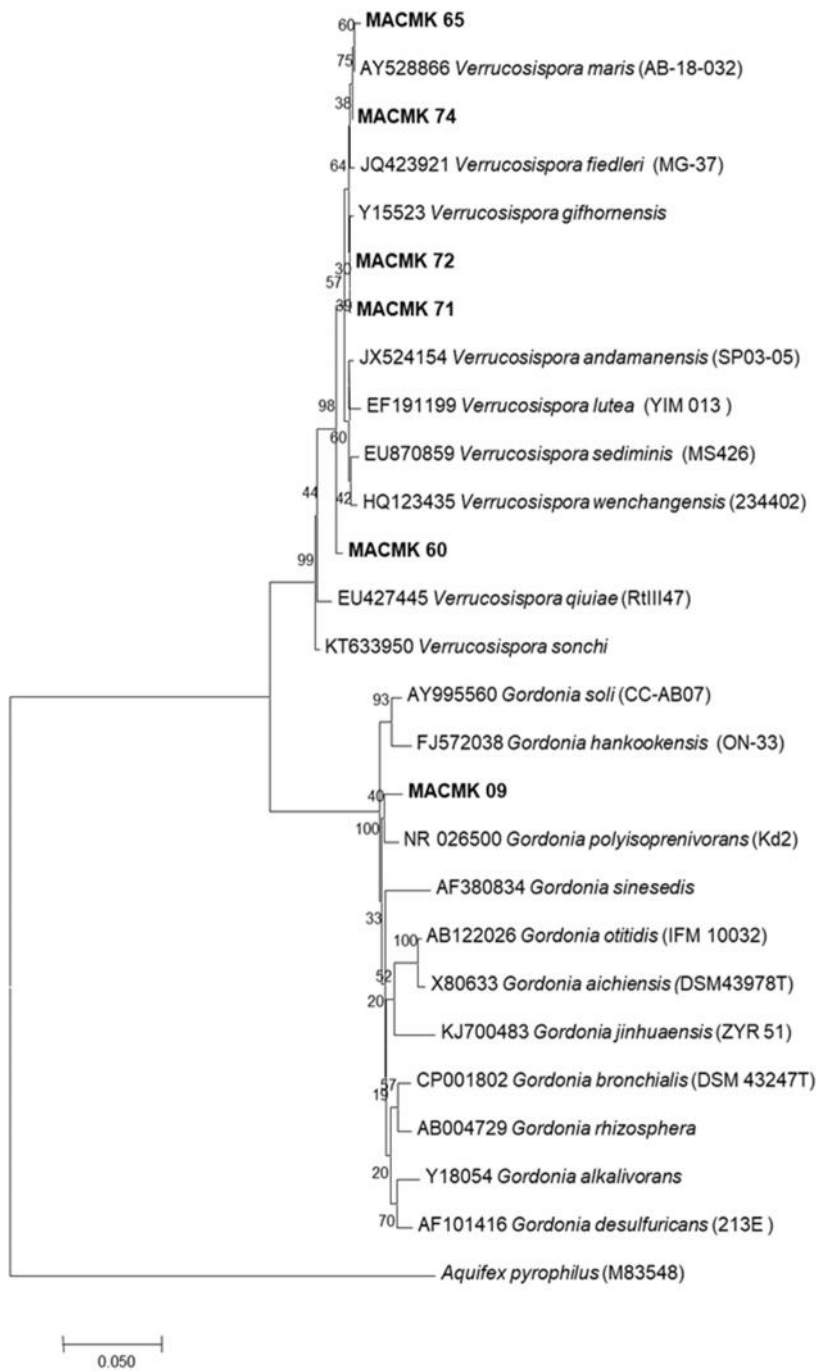 60
MACMK 65
75
AY528866 Verrucosispora maris (AB-18-032)
38
MACMK 74
64
JQ423921 Verrucosispora fiedleri (MG-37)
Y15523 Verrucosispora gifhornensis
30
MACMK 72
57
39
MACMK 71
JX524154 Verrucosispora andamanensis (SP03-05)
98
EF191199 Verrucosispora lutea (YIM 013 )
60
EU870859 Verrucosispora sediminis (MS426)
44
42
HQ123435 Verrucosispora wenchangensis (234402)
MACMK 60
99
EU427445 Verrucosispora qiuiae (RtIII47)
KT633950 Verrucosispora sonchi
93
AY995560 Gordonia soli (CC-AB07)
FJ572038 Gordonia hankookensis (ON-33)
40
MACMK 09
100
NR 026500 Gordonia polyisoprenivorans (Kd2)
AF380834 Gordonia sinesedis
33
100
AB122026 Gordonia otitidis (IFM 10032)
52
X80633 Gordonia aichiensis (DSM43978T)
20
KJ700483 Gordonia jinhuaensis (ZYR 51)
57
CP001802 Gordonia bronchialis (DSM 43247T)
19
AB004729 Gordonia rhizosphera
20
Y18054 Gordonia alkalivorans
70
AF101416 Gordonia desulfuricans (213E )
Aquifex pyrophilus (M83548)
0.050